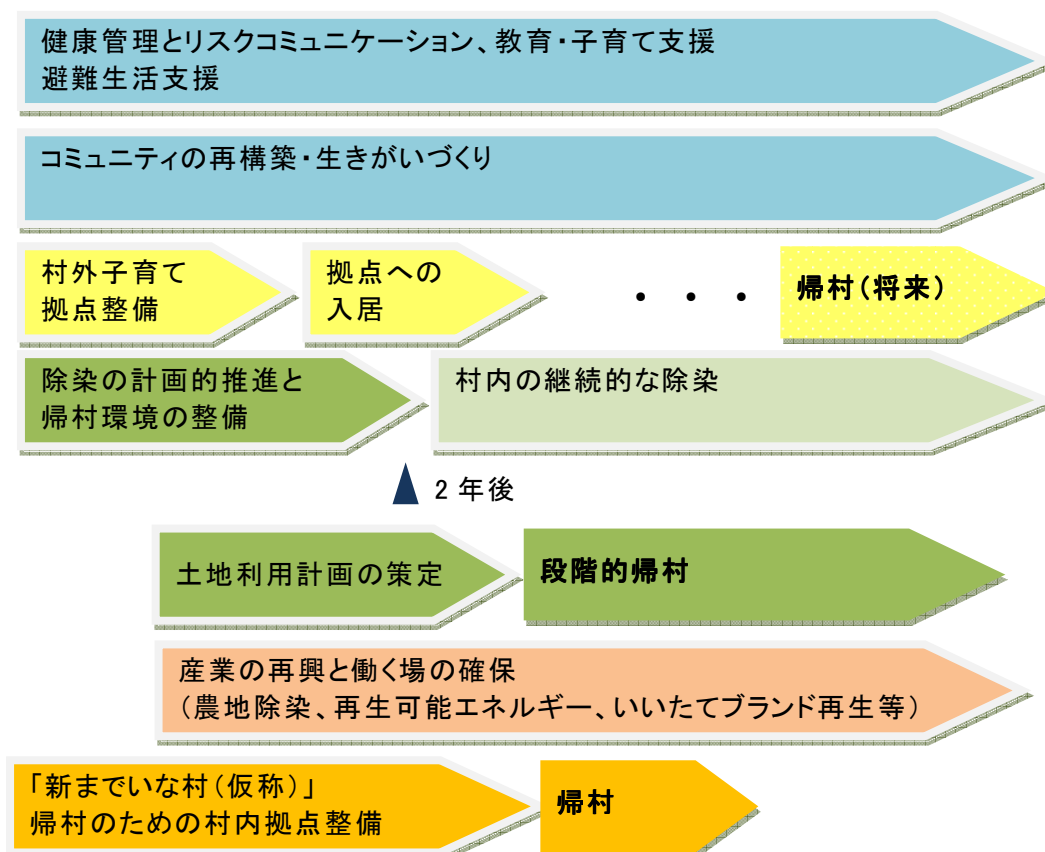 健康管理とリスクコミュニケーション、教育・子育て支援
避難生活支援
コミュニティの再構築・生きがいづくり
村外子育て
拠点整備
拠点への
入居
・・・
帰村(将来)
除染の計画的推進と
帰村環境の整備
村内の継続的な除染
2年後
土地利用計画の策定
段階的帰村
産業の再興と働く場の確保
(農地除染、再生可能エネルギー、いいたてブランド再生等)
「新までいな村(仮称)」
帰村のための村内拠点整備
帰村